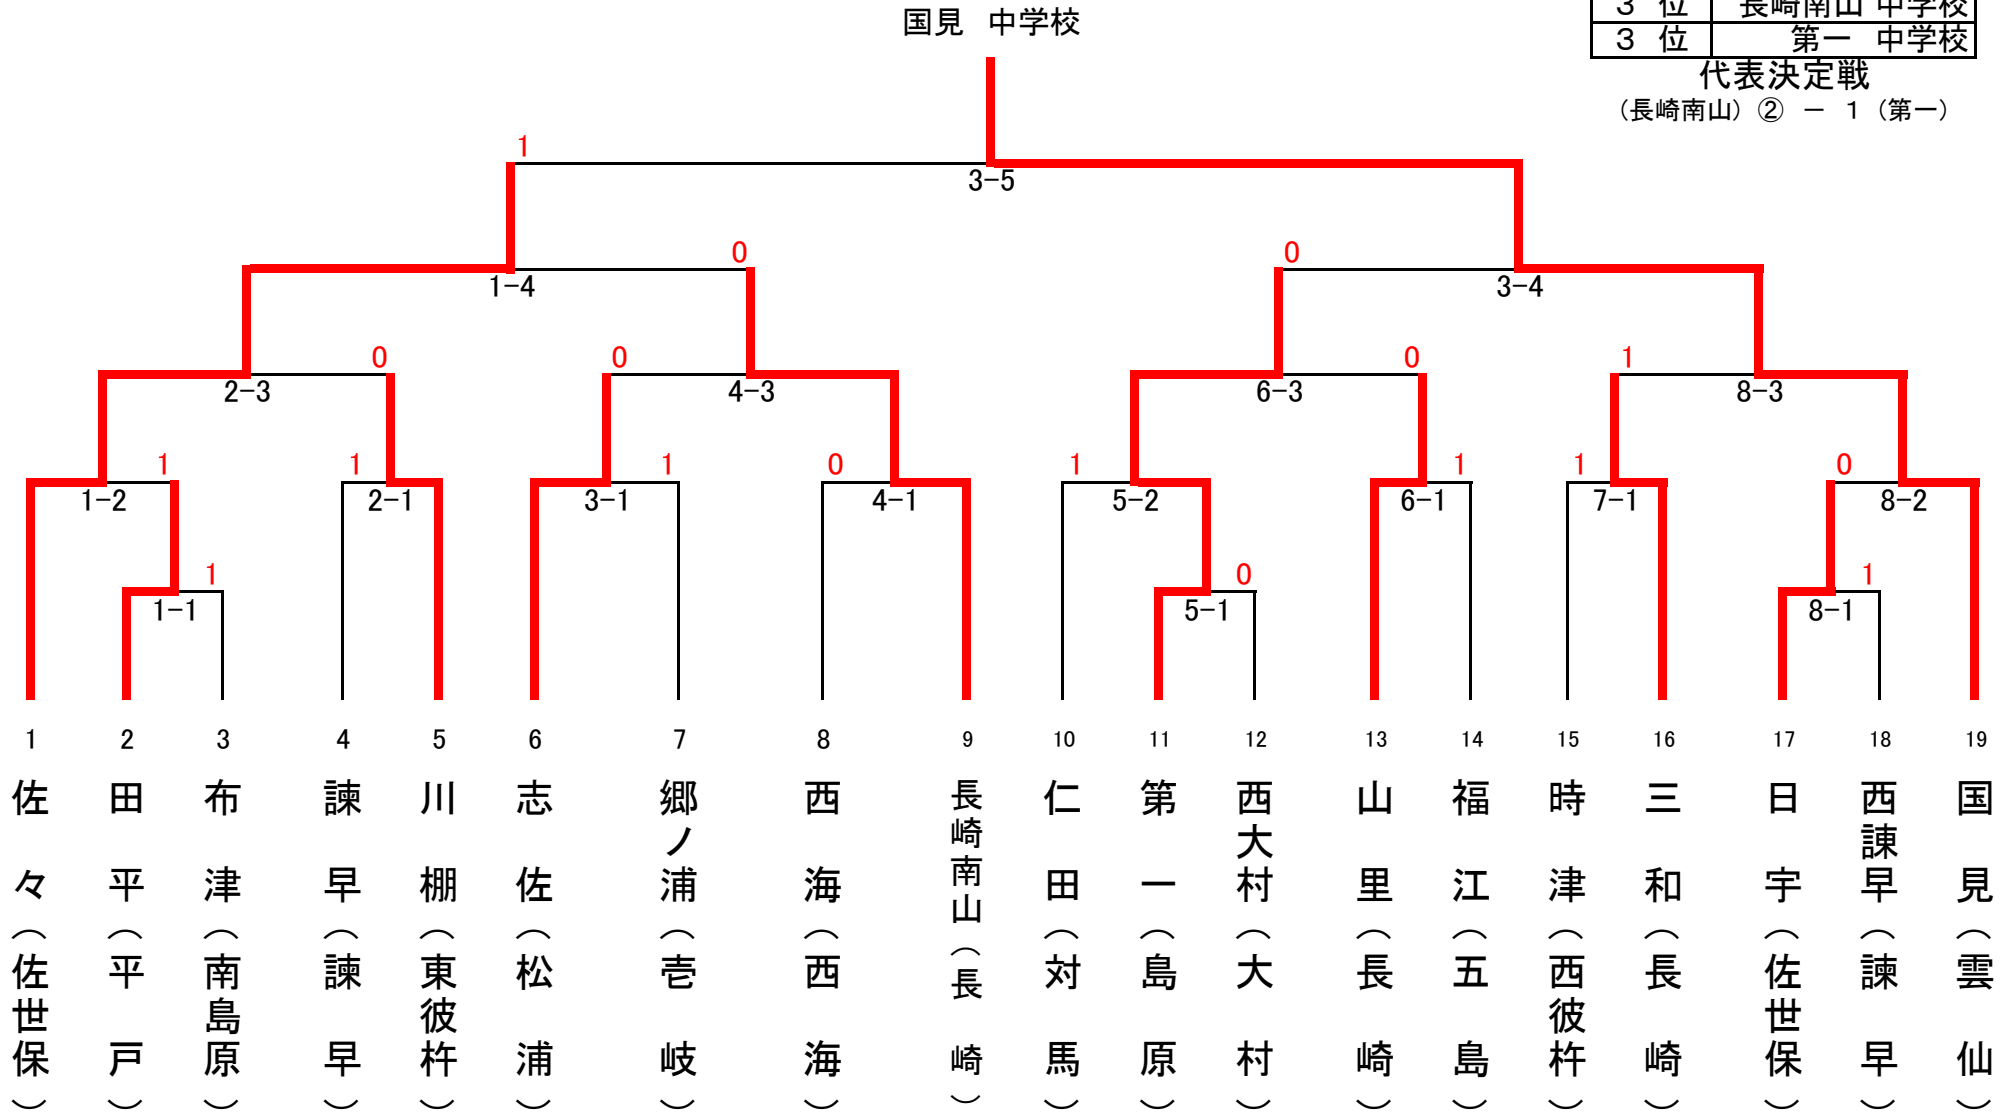 国見　中学校
３　位　長崎南山 中学校
３　位　第一　中学校
代表決定戦
（長崎南山）②　－　１（第一）
1
3−5
0
0
1−4
3−4
0
0
0
1
2−3
4−3
6−3
8−3
1
1
1
0
1
1
1
0
1−2
2−1
3−1
4−1
5−2
6−1
7−1
8−2
1
0
1
1−1
5−1
8−1
1
2
3
4
5
6
7
8
9
10
11
12
13
14
15
16
17
18
19
佐々（佐世保）
田平（平戸）
布津（南島原）
諫早（諫早）
川棚（東彼杵）
志佐（松浦）
郷ノ浦（壱岐）
西海（西海）
長崎南山（長崎）
仁田（対馬）
第一（島原）
西大村（大村）
山里（長崎）
福江（五島）
時津（西彼杵）
三和（長崎）
日宇（佐世保）
西諌早（諫早）
国見（雲仙）